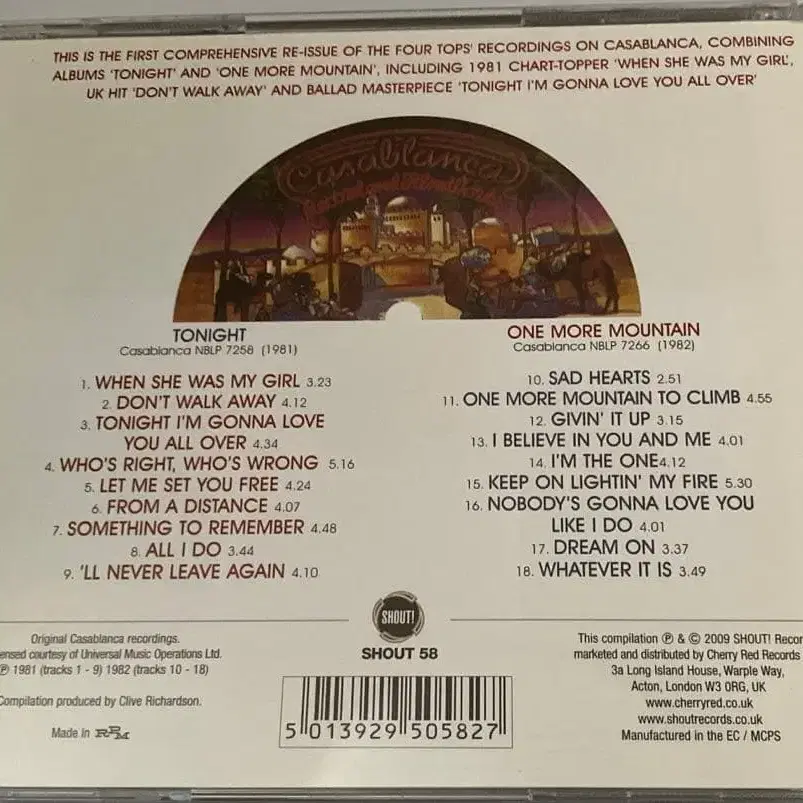 THIS IS THE FIRST COMPREHENSIVE RE-ISSUE OF THE FOUR TOPS' RECORDINGS ON CASABLANCA, COMBINING
ALBUMS 'TONIGHT' AND 'ONE MORE MOUNTAIN', INCLUDING 1981 CHART-TOPPER 'WHEN SHE WAS MY GIRL',
UK HIT 'DON'T WALK AWAY' AND BALLAD MASTERPIECE 'TONIGHT I'M GONNA LOVE YOU ALL OVER'
Casablanca
TONIGHT
Casablanca NBLP 7258 (1981)
1. WHEN SHE WAS MY GIRL 3.23
2. DON'T WALK AWAY 4.12
3. TONIGHT I'M GONNA LOVE
YOU ALL OVER 4.34
4. WHO'S RIGHT, WHO'S WRONG 5.16
5. LET ME SET YOU FREE 4.24
6. FROM A DISTANCE 4.07
7. SOMETHING TO REMEMBER 4.48
8. ALL I DO 3.44
9. 'LL NEVER LEAVE AGAIN 4.10
ONE MORE MOUNTAIN
Casablanca NBLP 7266 (1982)
10. SAD HEARTS 2.51
11. ONE MORE MOUNTAIN TO CLIMB 4.55
12. GIVIN' IT UP 3.15
13. I BELIEVE IN YOU AND ME 4.01
14. I'M THE ONE4.12
15. KEEP ON LIGHTIN' MY FIRE 5.30
16. NOBODY'S GONNA LOVE YOU
LIKE I DO 4.01
17. DREAM ON 3.37
18. WHATEVER IT IS 3.49
Original Casablanca recordings.
ensed courtesy of Universal Music Operations Ltd.
℗ 1981 (tracks 1 - 9) 1982 (tracks 10 - 18)
Compilation produced by Clive Richardson.
Made in RPM
SHOUT!
SHOUT 58
5 013929 505827
This compilation ℗ & © 2009 SHOUT! Recor
marketed and distributed by Cherry Red Records
3a Long Island House, Warple Way,
Acton, London W3 0RG, UK
www.cherryred.co.uk
www.shoutrecords.co.uk
Manufactured in the EC / MCPS